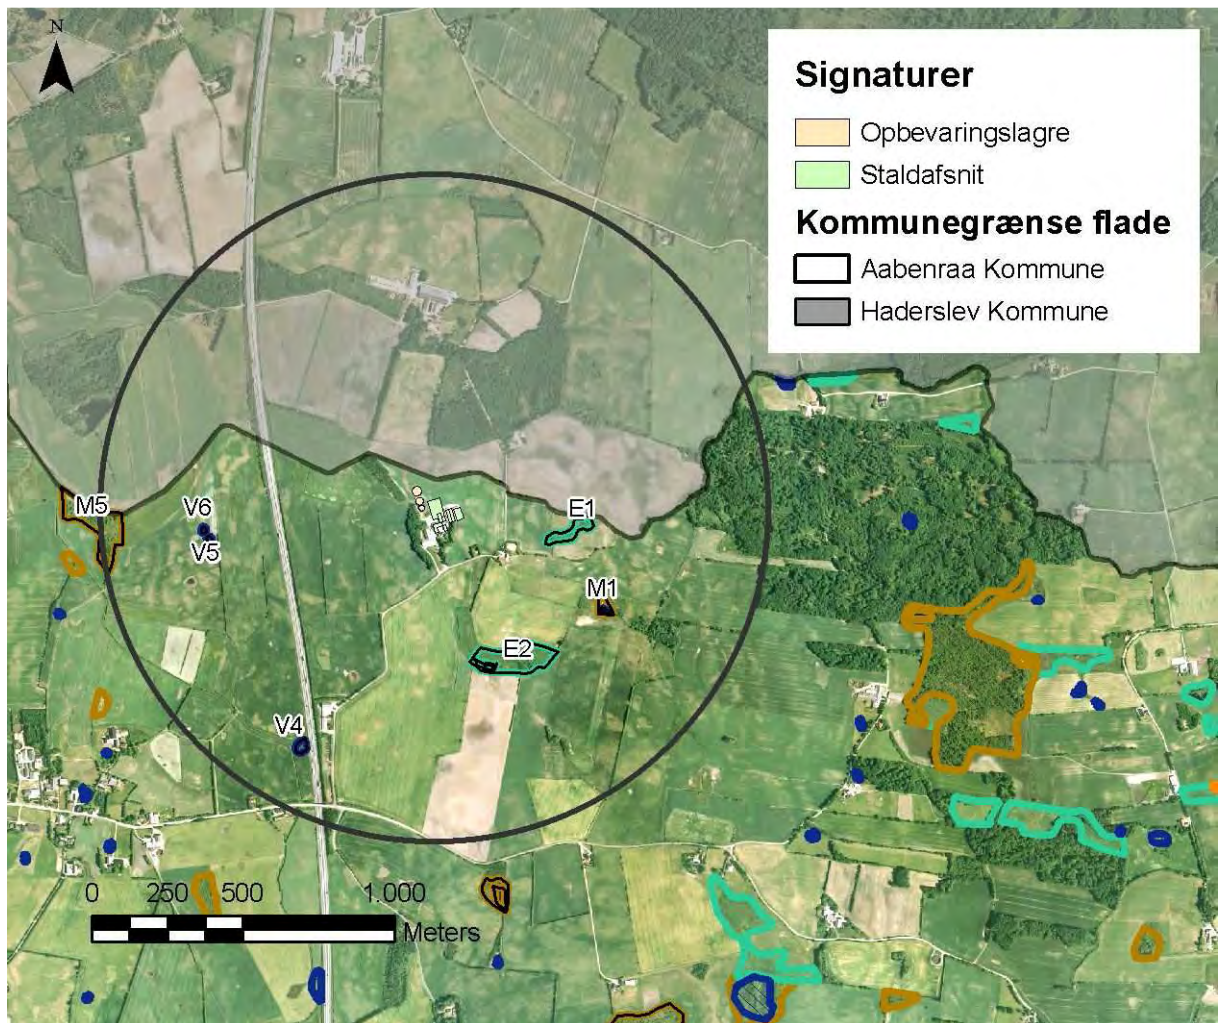 N
Signaturer
Opbevaringslagre
Staldafsnit
Kommunegrænse flade
Aabenraa Kommune
Haderslev Kommune
M5
V6
V5
E1
M1
E2
V4
0 250 500 1.000
Meters